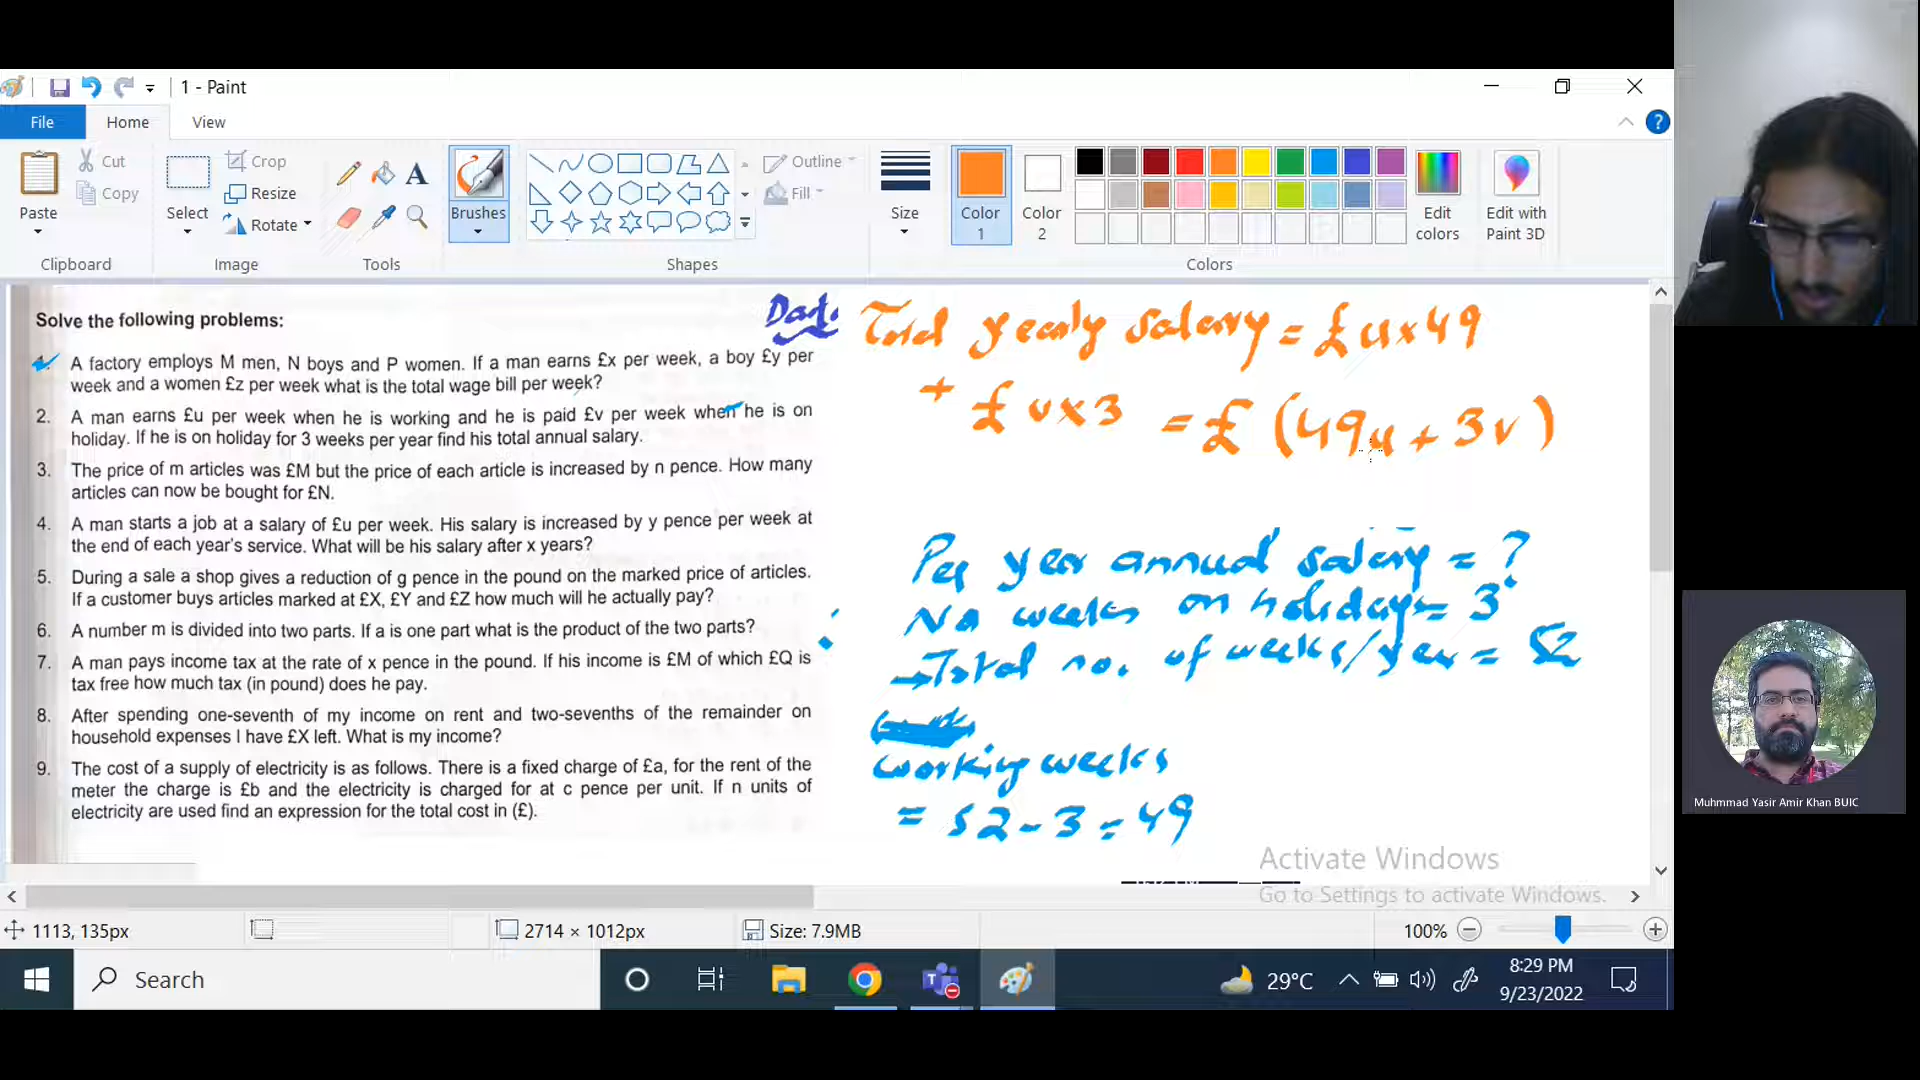 1 - Paint
File Home View
Paste
Cut
Copy
Clipboard
Select
Crop
Resize
Rotate
Image
A
Tools
Brushes
Shapes
Outline
Fill
Size
Color 1
Color 2
Edit colors
Edit with Paint 3D
Colors
Solve the following problems:
1. A factory employs M men, N boys and P women. If a man earns £x per week, a boy £y per
week and a women £z per week what is the total wage bill per week?
2. A man earns £u per week when he is working and he is paid £v per week when he is on
holiday. If he is on holiday for 3 weeks per year find his total annual salary.
3. The price of m articles was £M but the price of each article is increased by n pence. How many
articles can now be bought for £N.
4. A man starts a job at a salary of £u per week. His salary is increased by y pence per week at
the end of each year's service. What will be his salary after x years?
5. During a sale a shop gives a reduction of g pence in the pound on the marked price of articles.
If a customer buys articles marked at £X, £Y and £Z how much will he actually pay?
6. A number m is divided into two parts. If a is one part what is the product of the two parts?
7. A man pays income tax at the rate of x pence in the pound. If his income is £M of which £Q is
tax free how much tax (in pound) does he pay.
8. After spending one-seventh of my income on rent and two-sevenths of the remainder on
household expenses I have £X left. What is my income?
9. The cost of a supply of electricity is as follows. There is a fixed charge of £a, for the rent of the
meter the charge is £b and the electricity is charged for at c pence per unit. If n units of
electricity are used find an expression for the total cost in (£).
Total yearly salary = £u×49
+ £v×3 = £(49u + 3v)
Per year annual salary = ?
No weeks on holidays = 3
→Total no. of weeks/year = 52
working weeks
= 52 - 3 = 49
Activate Windows
Go to Settings to activate Windows.
1113, 135px
2714 × 1012px
Size: 7.9MB
100%
Search
29°C
8:29 PM
9/23/2022
Muhmmad Yasir Amir Khan BUIC